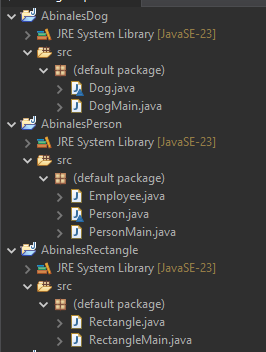 AbinalesDog
JRE System Library [JavaSE-23]
src
(default package)
Dog.java
DogMain.java
AbinalesPerson
JRE System Library [JavaSE-23]
src
(default package)
Employee.java
Person.java
PersonMain.java
AbinalesRectangle
JRE System Library [JavaSE-23]
src
(default package)
Rectangle.java
RectangleMain.java